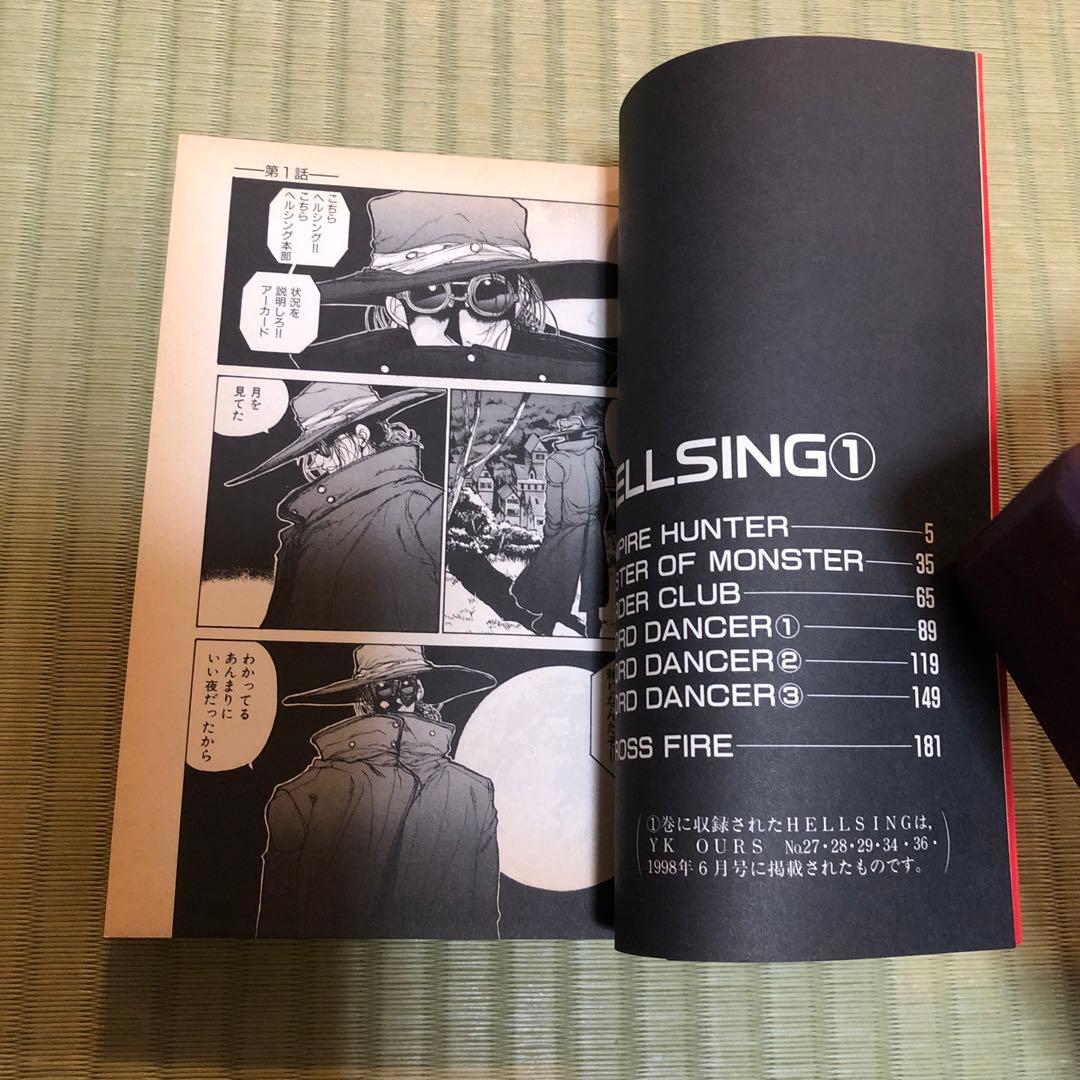 第1話
こちら
ヘルシング!!
こちら
ヘルシング本部
状況を
説明しろ!!
アーカード
月を
見てた
わかってる
あんまりに
いい夜だったから
ELLSING①
PIRE HUNTER 5
STER OF MONSTER 35
RDER CLUB 65
ORD DANCER① 89
ORD DANCER② 119
ORD DANCER③ 149
ROSS FIRE 181
(①巻に収録されたHELLSINGは,
YK OURS No.27・28・29・34・36・
1998年6月号に掲載されたものです。)